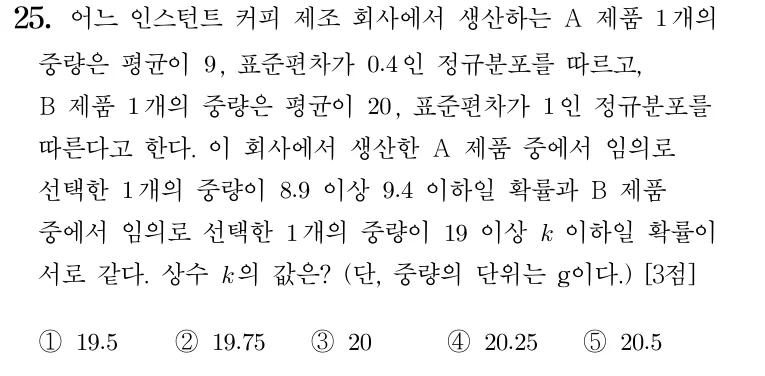 25. 어느 인스턴트 커피 제조 회사에서 생산하는 A 제품 1개의
중량은 평균이 9, 표준편차가 0.4인 정규분포를 따르고,
B 제품 1개의 중량은 평균이 20, 표준편차가 1인 정규분포를
따른다고 한다. 이 회사에서 생산한 A 제품 중에서 임의로
선택한 1개의 중량이 8.9 이상 9.4 이하일 확률과 B 제품
중에서 임의로 선택한 1개의 중량이 19 이상 k 이하일 확률이
서로 같다. 상수 k의 값은? (단, 중량의 단위는 g이다.) [3점]
① 19.5 ② 19.75 ③ 20 ④ 20.25 ⑤ 20.5